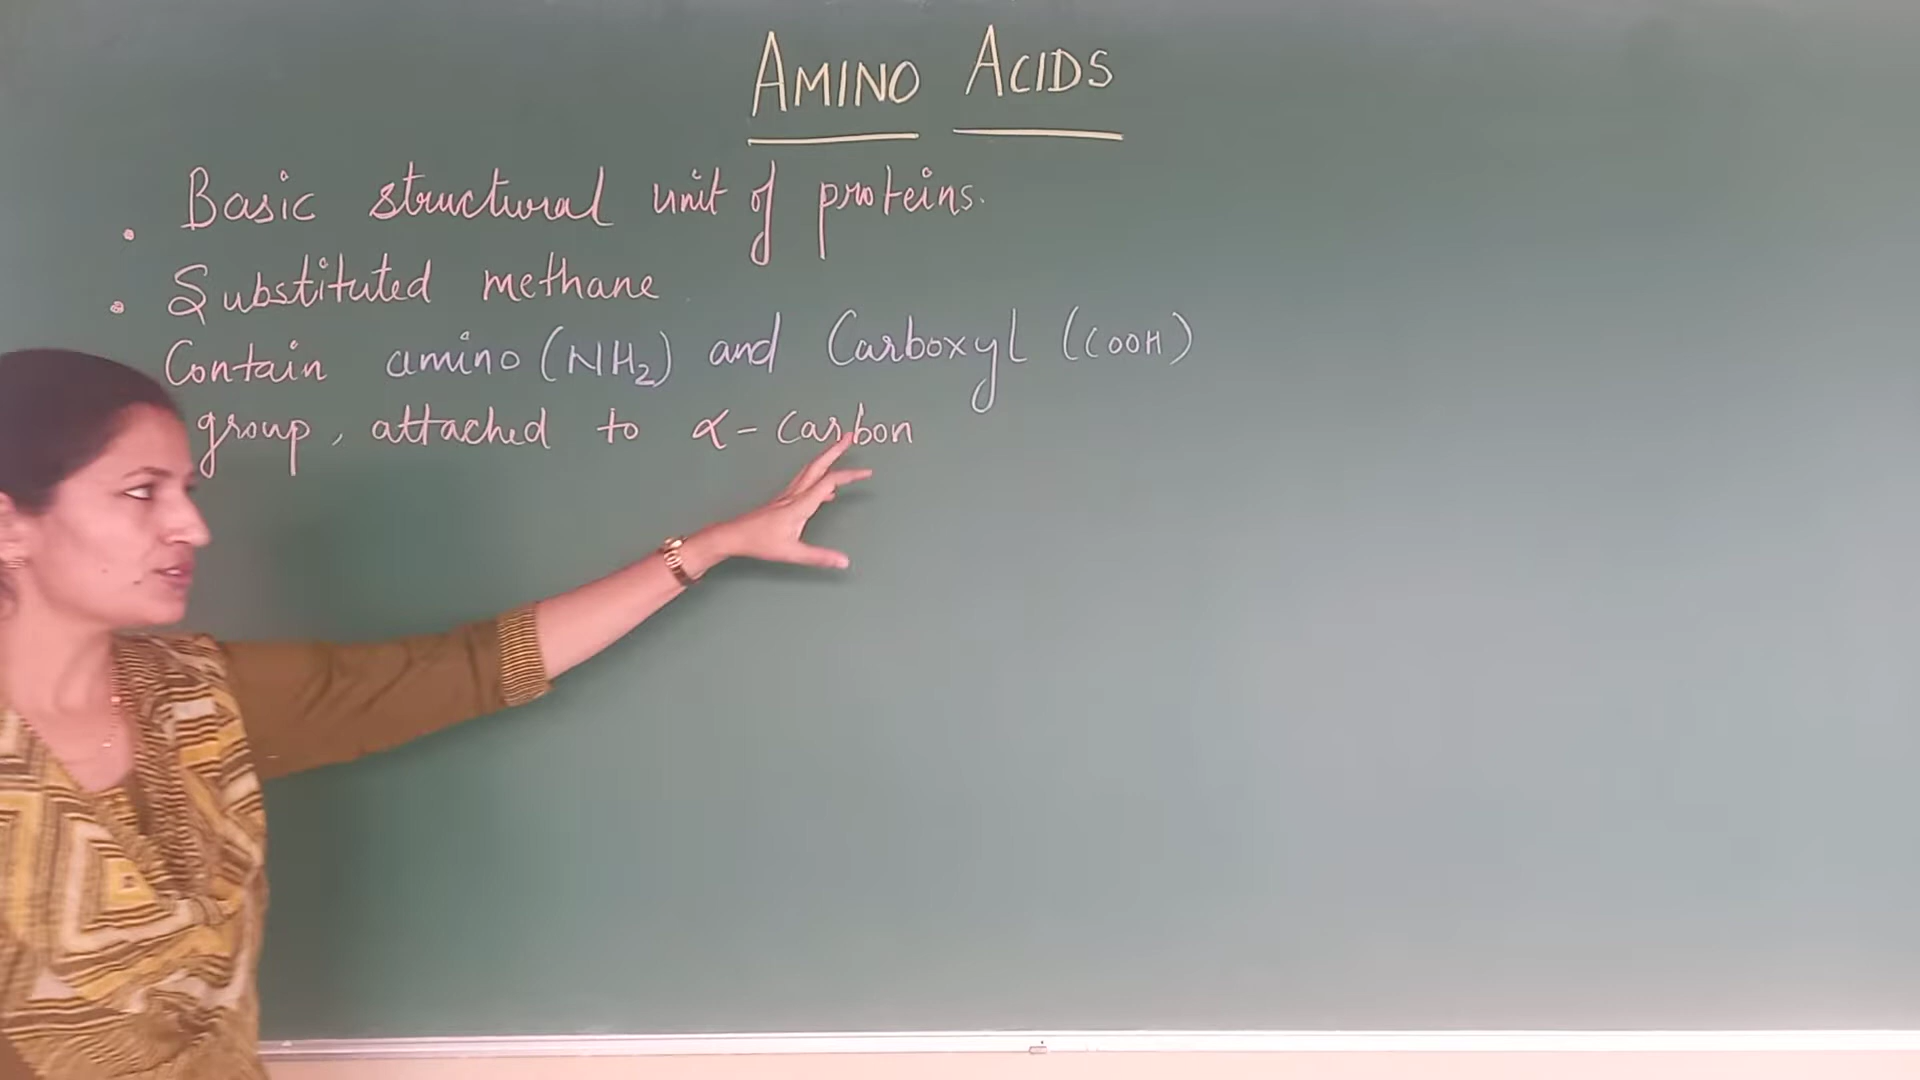 AMINO ACIDS
. Basic structural unit of proteins.
. Substituted methane
Contain amino (NH₂) and Carboxyl (COOH)
group, attached to α - carbon